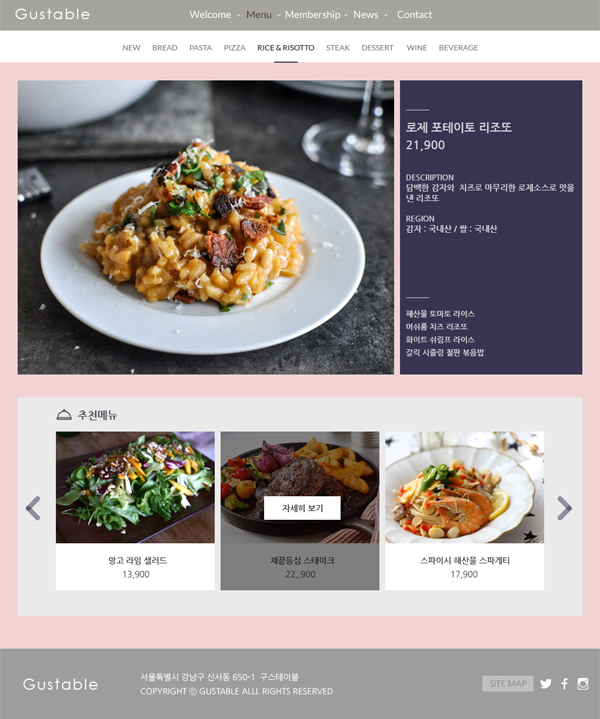 Gustable
Welcome - Menu - Membership - News - Contact
NEW BREAD PASTA PIZZA RICE & RISOTTO STEAK DESSERT WINE BEVERAGE
로제 포테이토 리조또
21,900
DESCRIPTION
담백한 감자와 치즈로 마무리한 로제소스로 맛을
낸 리조또
REGION
감자 : 국내산 / 쌀 : 국내산
해산물 토마토 라이스
머쉬룸 치즈 리조또
화이트 쉬림프 라이스
갈릭 시즐링 철판 볶음밥
추천메뉴
자세히 보기
망고 라임 샐러드
13,900
채끝등심 스테이크
22,,900
스파이시 해산물 스파게티
17,900
Gustable
서울특별시 강남구 신사동 650-1 구스테이블
COPYRIGHT ⓒ GUSTABLE ALLL RIGHTS RESERVED
SITE MAP